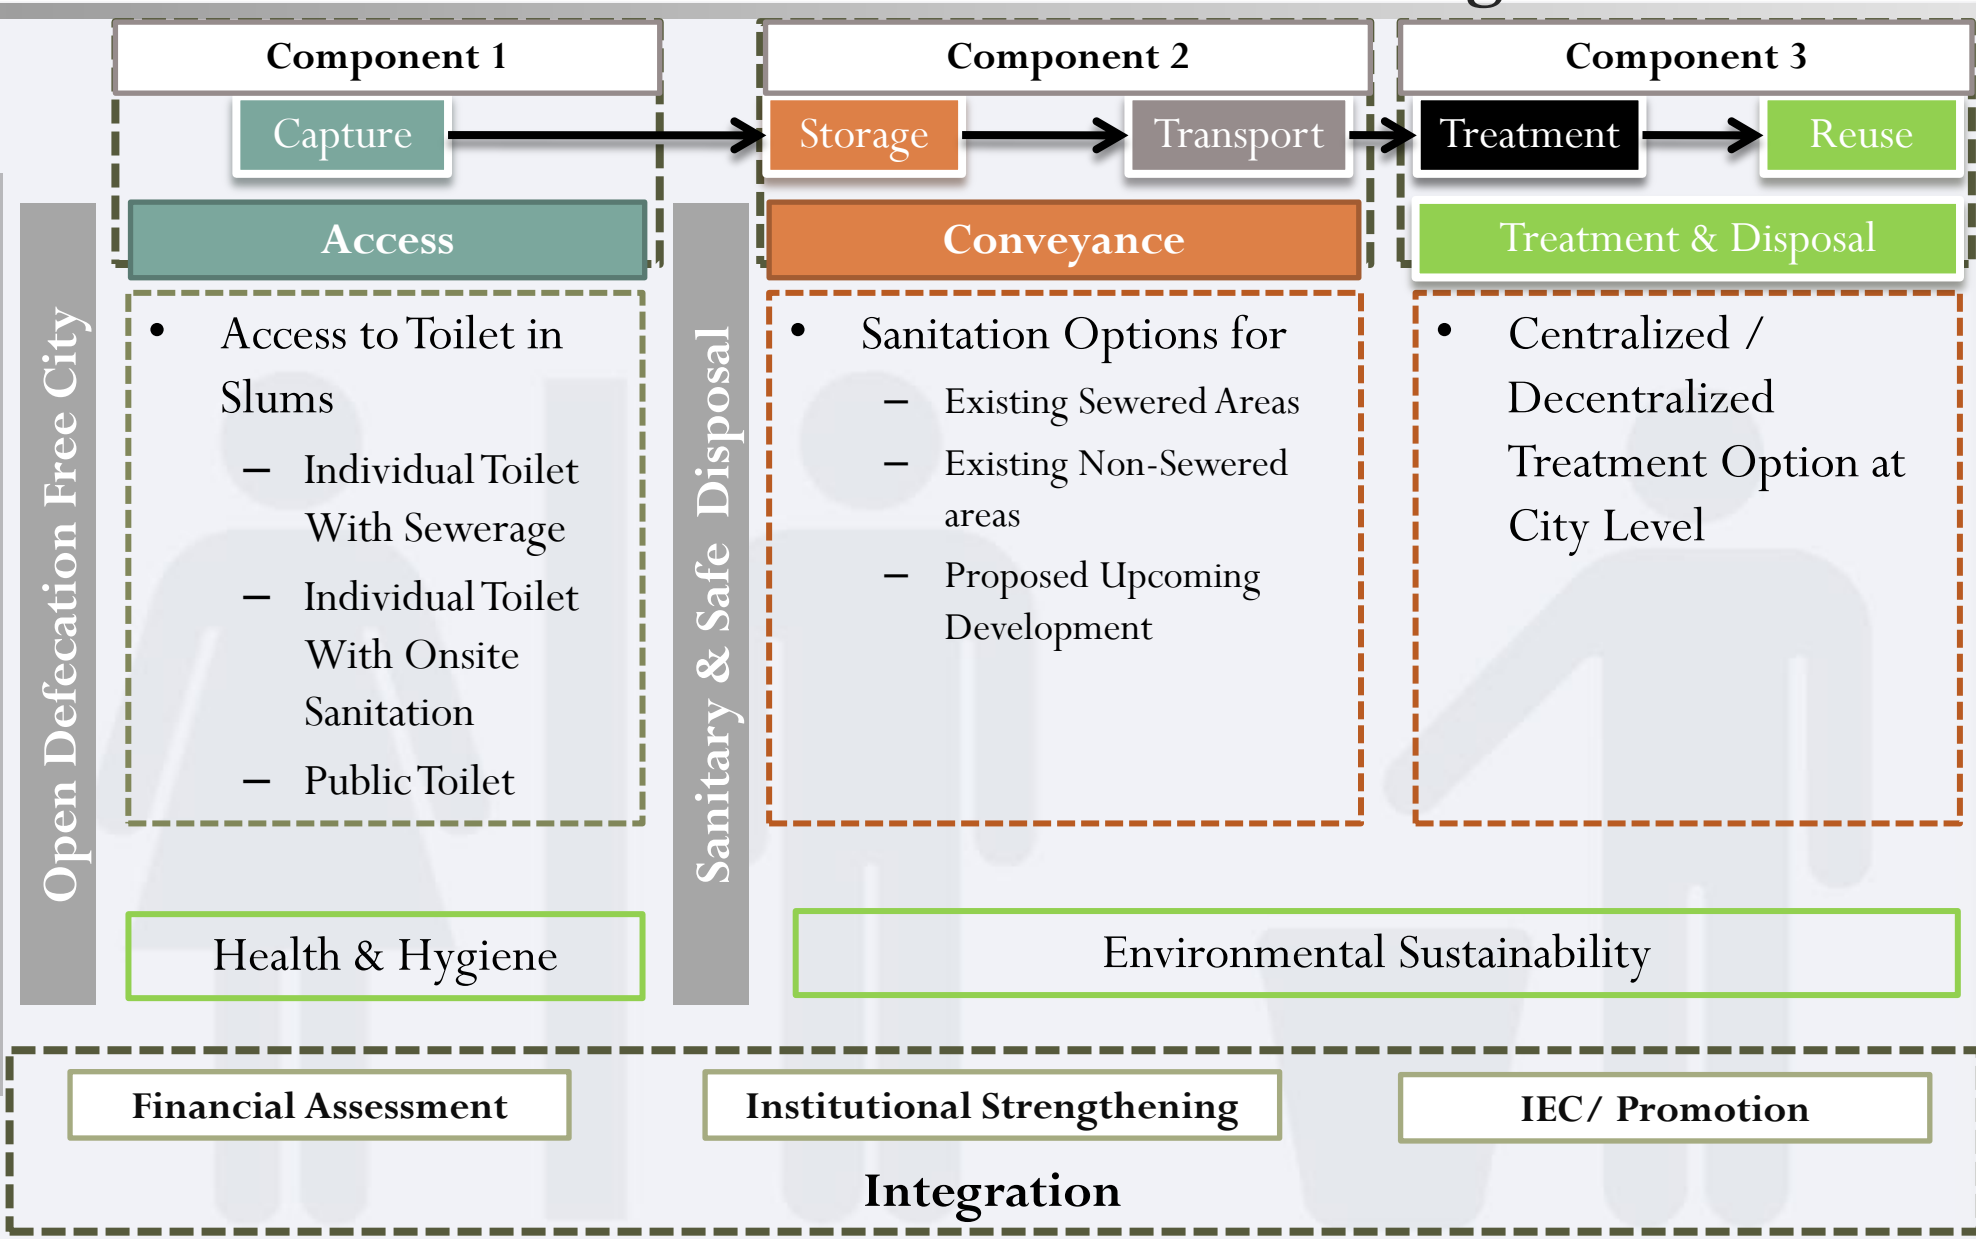 Component 1
Component 2
Component 3
Capture
Storage
Transport
Treatment
Reuse
Access
Conveyance
Treatment & Disposal
Open Defecation Free City
• Access to Toilet in
Slums
– Individual Toilet
With Sewerage
– Individual Toilet
With Onsite
Sanitation
– Public Toilet
Sanitary & Safe Disposal
• Sanitation Options for
– Existing Sewered Areas
– Existing Non-Sewered
areas
– Proposed Upcoming
Development
• Centralized /
Decentralized
Treatment Option at
City Level
Health & Hygiene
Environmental Sustainability
Financial Assessment
Institutional Strengthening
IEC/ Promotion
Integration